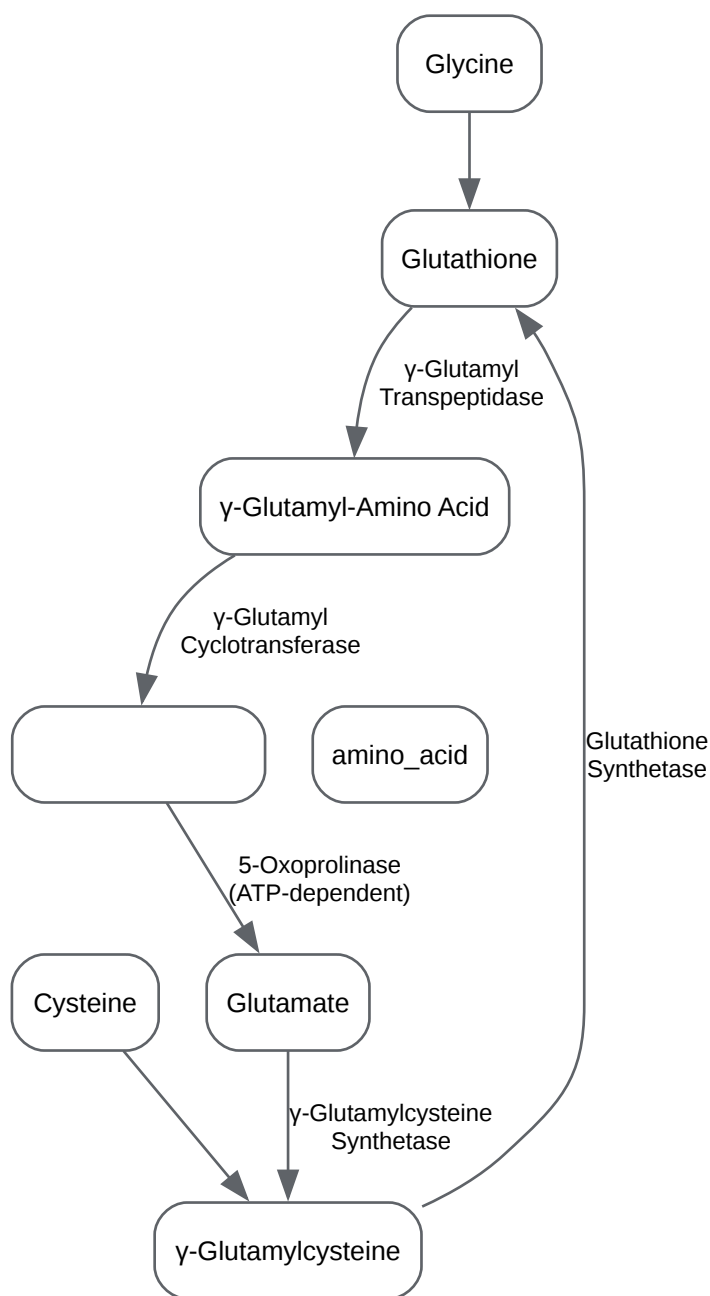 Glycine
Glutathione
γ-Glutamyl
Transpeptidase
γ-Glutamyl-Amino Acid
γ-Glutamyl
Cyclotransferase
amino_acid
Glutathione
Synthetase
5-Oxoprolinase
(ATP-dependent)
Cysteine
Glutamate
γ-Glutamylcysteine
Synthetase
γ-Glutamylcysteine